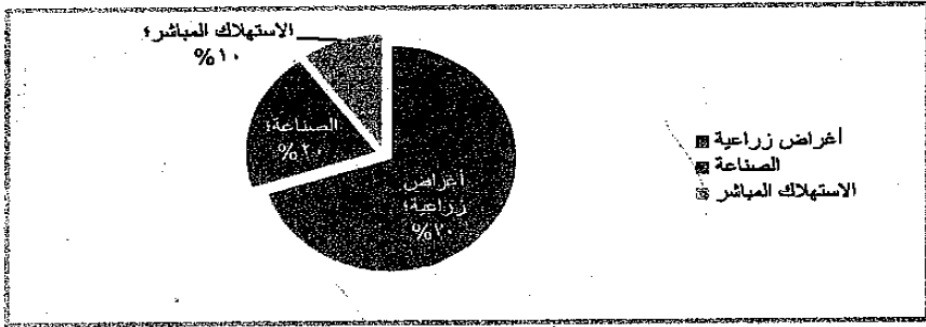 الاستهلاك المباشر؛
%١٠
الصناعة؛
%٢٠
أغراض
زراعية؛
%٧٠
أغراض زراعية
الصناعة
الاستهلاك المباشر